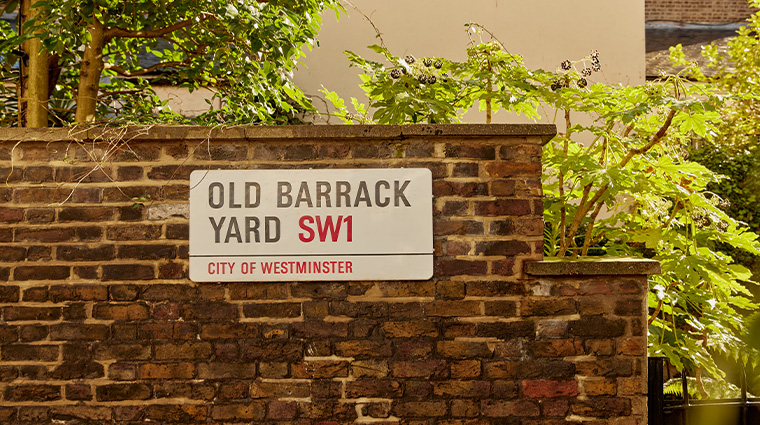 OLD BARRACK
YARD SW1
CITY OF WESTMINSTER